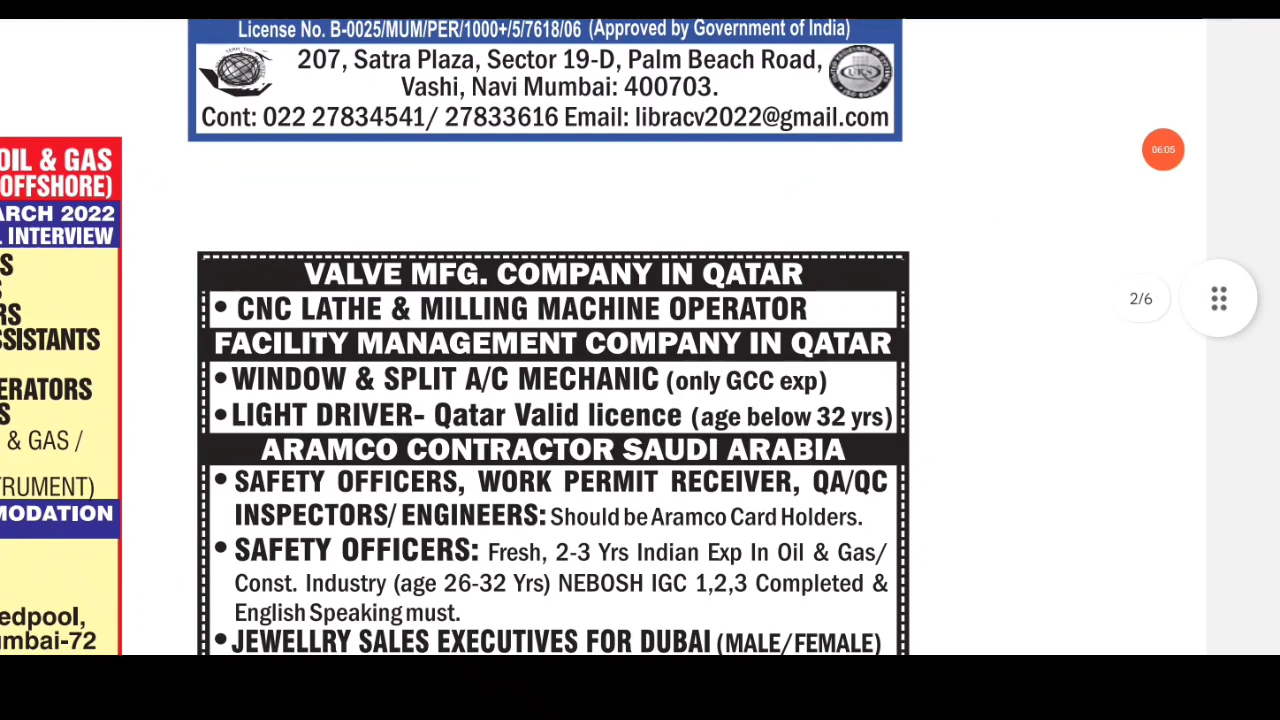 License No. B-0025/MUM/PER/1000+/5/7618/06 (Approved by Government of India)
207, Satra Plaza, Sector 19-D, Palm Beach Road,
Vashi, Navi Mumbai: 400703.
Cont: 022 27834541/ 27833616 Email: libracv2022@gmail.com
URS
OIL & GAS
OFFSHORE)
ARCH 2022
INTERVIEW
S
S
RS
SSISTANTS
ERATORS
S
& GAS /
TRUMENT)
MODATION
edpool,
umbai-72
VALVE MFG. COMPANY IN QATAR
• CNC LATHE & MILLING MACHINE OPERATOR
FACILITY MANAGEMENT COMPANY IN QATAR
• WINDOW & SPLIT A/C MECHANIC (only GCC exp)
• LIGHT DRIVER- Qatar Valid licence (age below 32 yrs)
ARAMCO CONTRACTOR SAUDI ARABIA
• SAFETY OFFICERS, WORK PERMIT RECEIVER, QA/QC
INSPECTORS/ ENGINEERS: Should be Aramco Card Holders.
• SAFETY OFFICERS: Fresh, 2-3 Yrs Indian Exp In Oil & Gas/
Const. Industry (age 26-32 Yrs) NEBOSH IGC 1,2,3 Completed &
English Speaking must.
• JEWELLRY SALES EXECUTIVES FOR DUBAI (MALE/FEMALE)
06:05
2/6